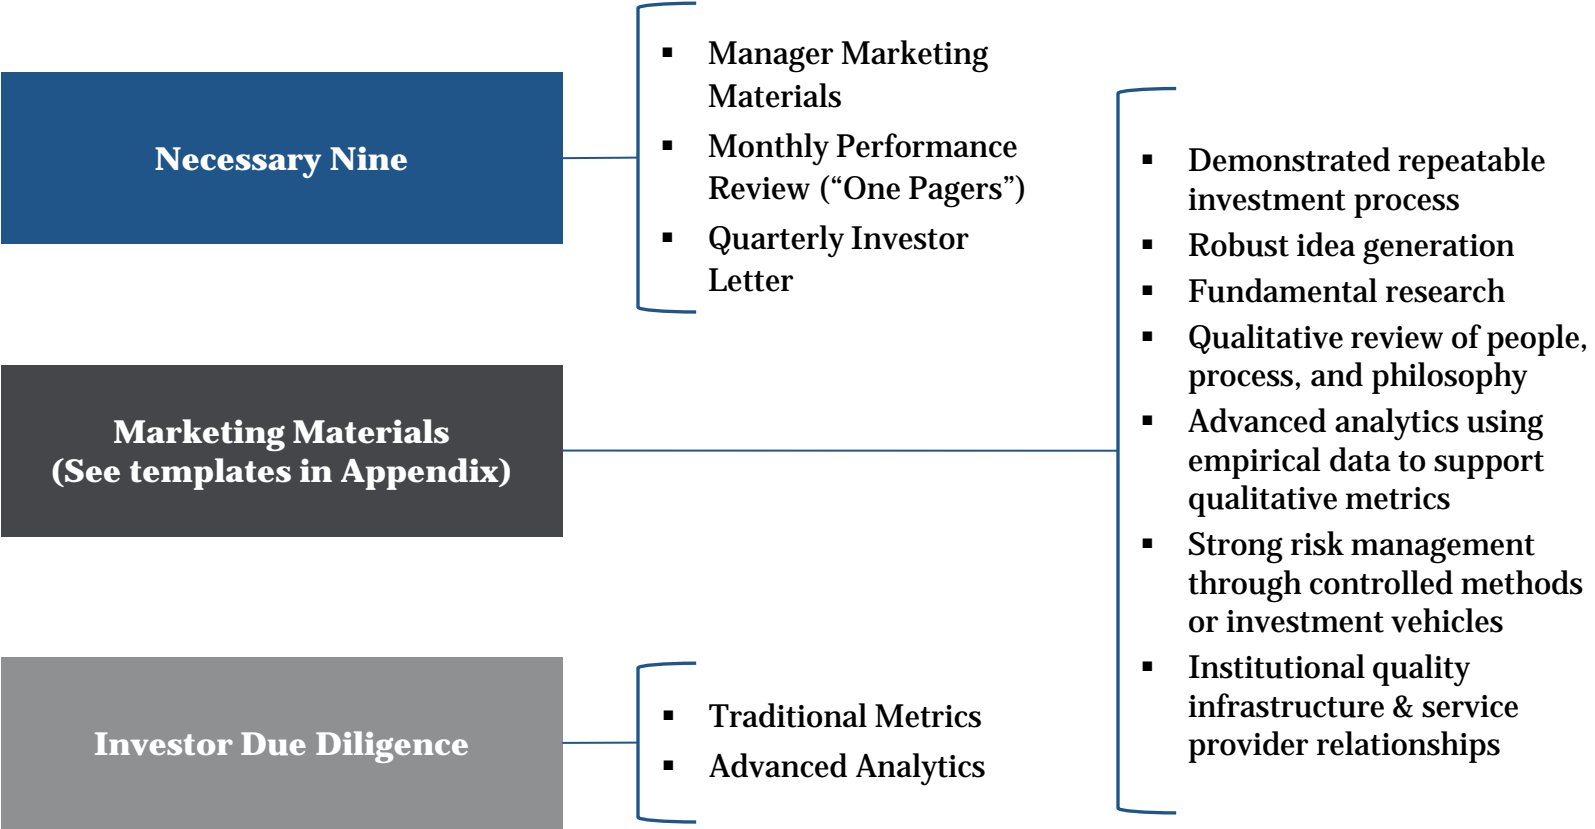 Necessary Nine
▪ Manager Marketing
Materials
▪ Monthly Performance
Review (“One Pagers”)
▪ Quarterly Investor
Letter
Marketing Materials
(See templates in Appendix)
▪ Demonstrated repeatable
investment process
▪ Robust idea generation
▪ Fundamental research
▪ Qualitative review of people,
process, and philosophy
▪ Advanced analytics using
empirical data to support
qualitative metrics
▪ Strong risk management
through controlled methods
or investment vehicles
▪ Institutional quality
infrastructure & service
provider relationships
Investor Due Diligence
▪ Traditional Metrics
▪ Advanced Analytics